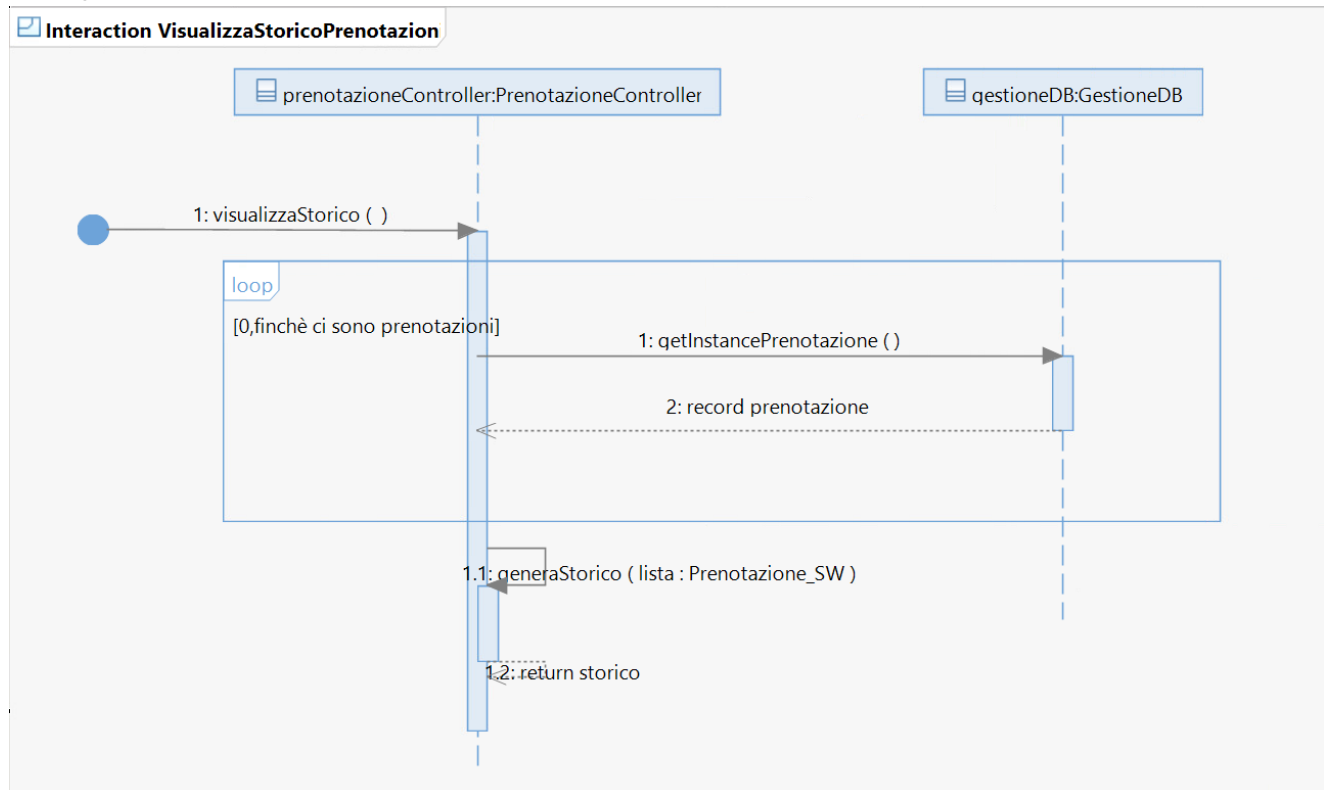 Interaction VisualizzaStoricoPrenotazion
prenotazioneController:PrenotazioneController
gestioneDB:GestioneDB
1: visualizzaStorico ( )
loop
[0,finchè ci sono prenotazioni]
1: getInstancePrenotazione ( )
2: record prenotazione
1.1: generaStorico ( lista : Prenotazione_SW )
1.2: return storico